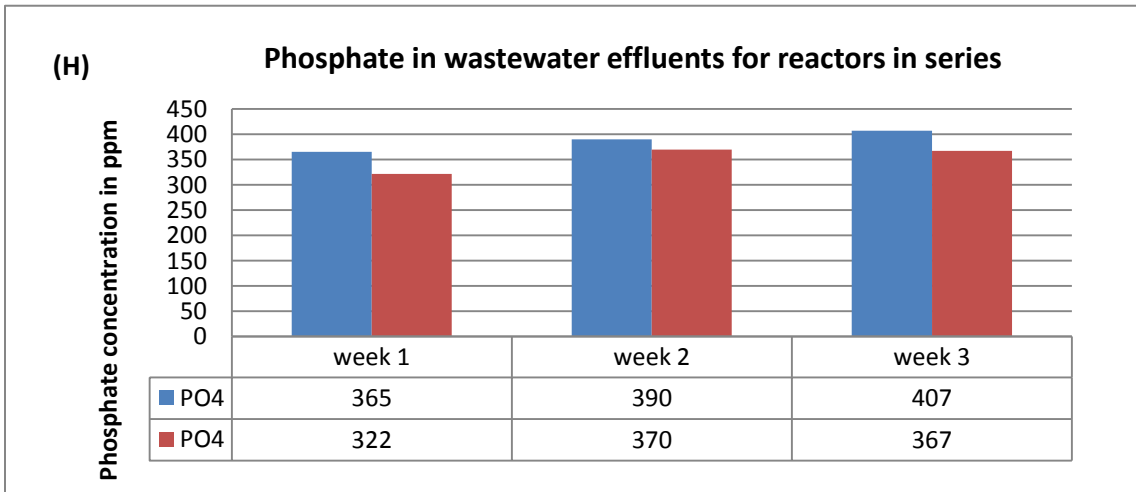 (H)
Phosphate in wastewater effluents for reactors in series
Phosphate concentration in ppm
450
400
350
300
250
200
150
100
50
0
week 1 week 2 week 3
PO4 365 390 407
PO4 322 370 367